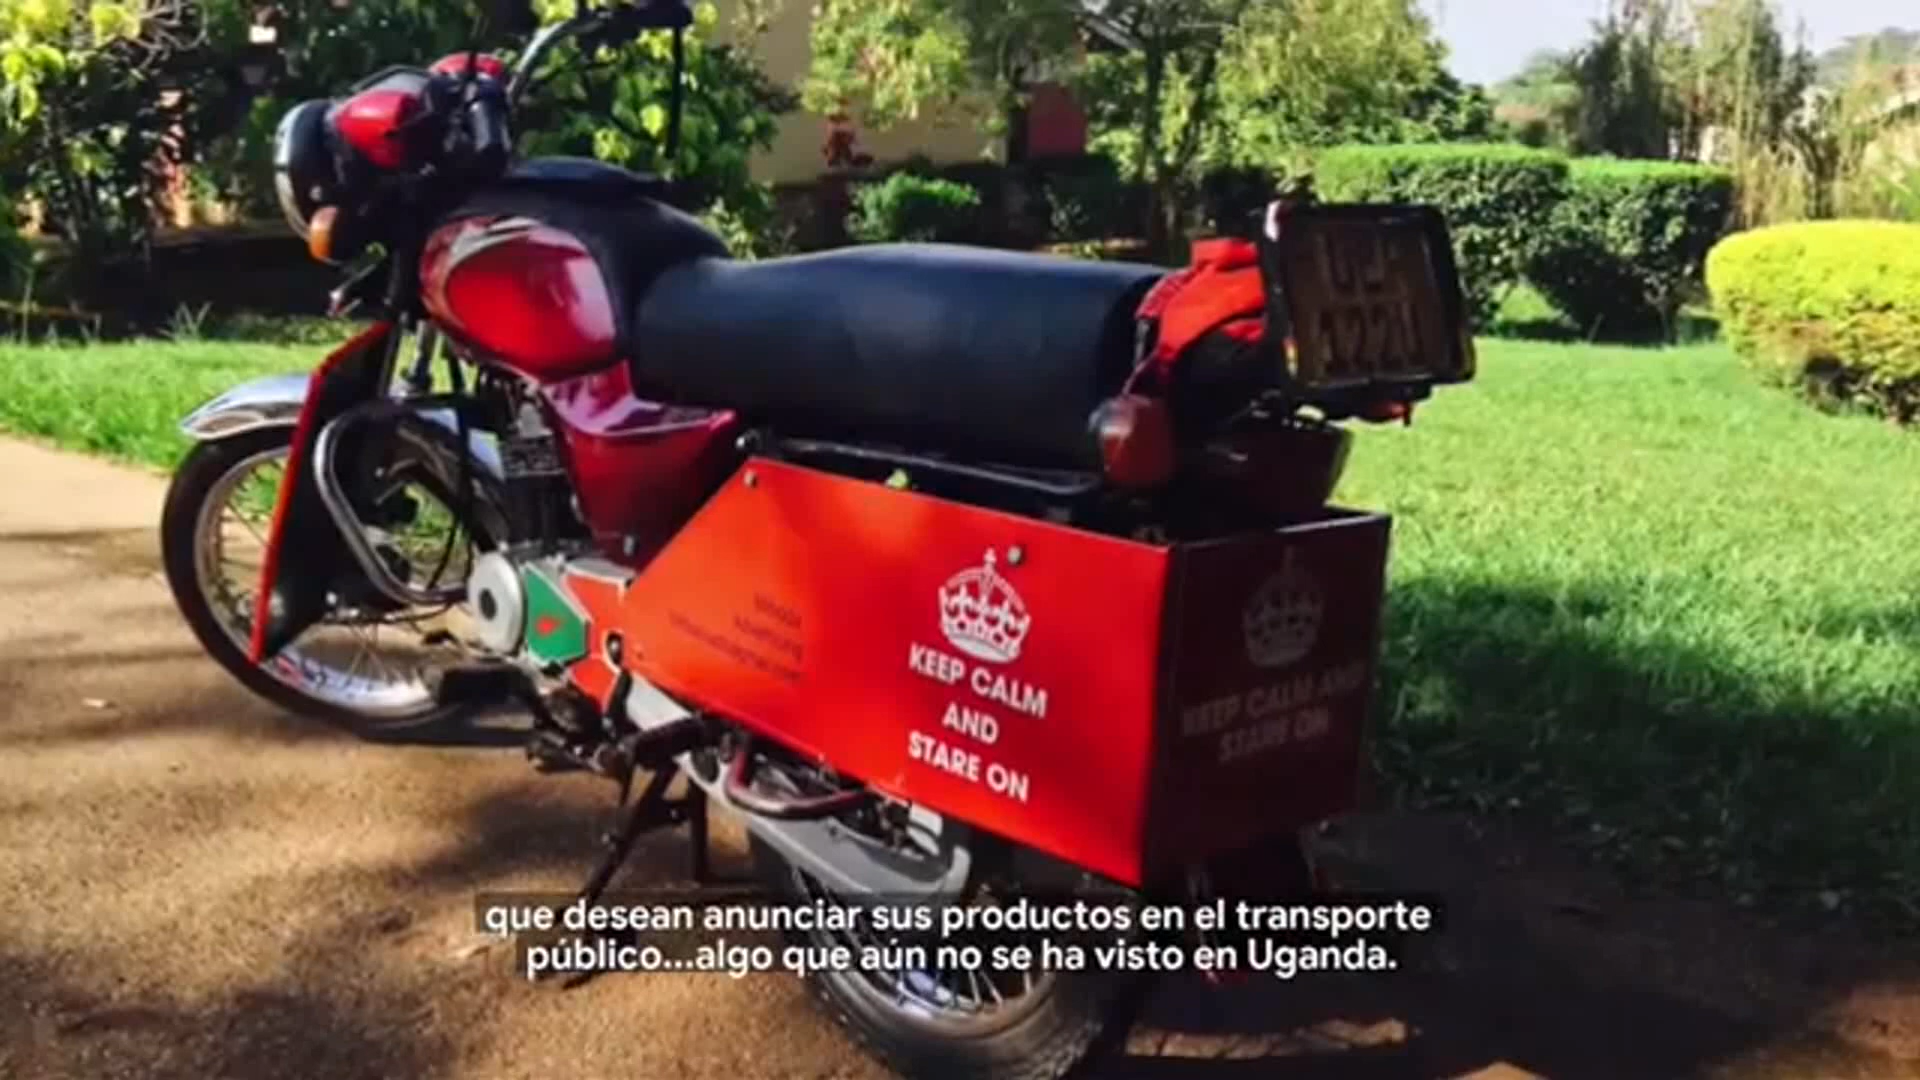 KEEP CALM
AND
STARE ON
KEEP CALM AND
STARE ON
que desean anunciar sus productos en el transporte
público...algo que aún no se ha visto en Uganda.